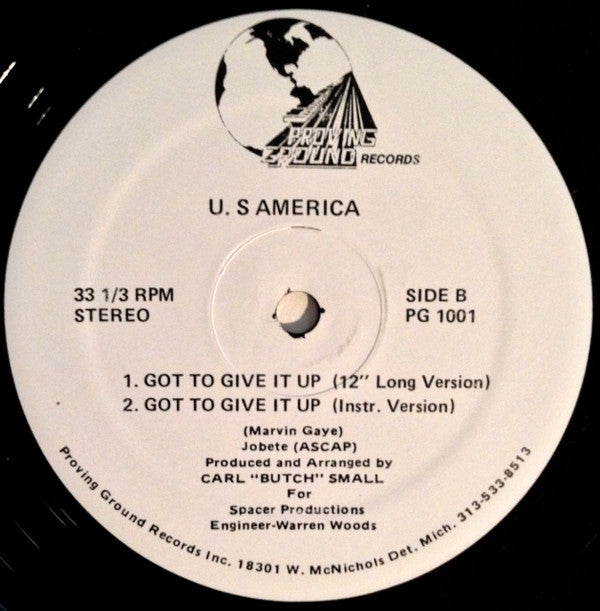 PROVING
GROUND RECORDS
U. S AMERICA
33 1/3 RPM
STEREO
SIDE B
PG 1001
1. GOT TO GIVE IT UP (12" Long Version)
2. GOT TO GIVE IT UP (Instr. Version)
(Marvin Gaye)
Jobete (ASCAP)
Produced and Arranged by
CARL "BUTCH" SMALL
For
Spacer Productions
Engineer-Warren Woods
Proving Ground Records Inc. 18301 W. McNichols Det. Mich. 313-533-8513